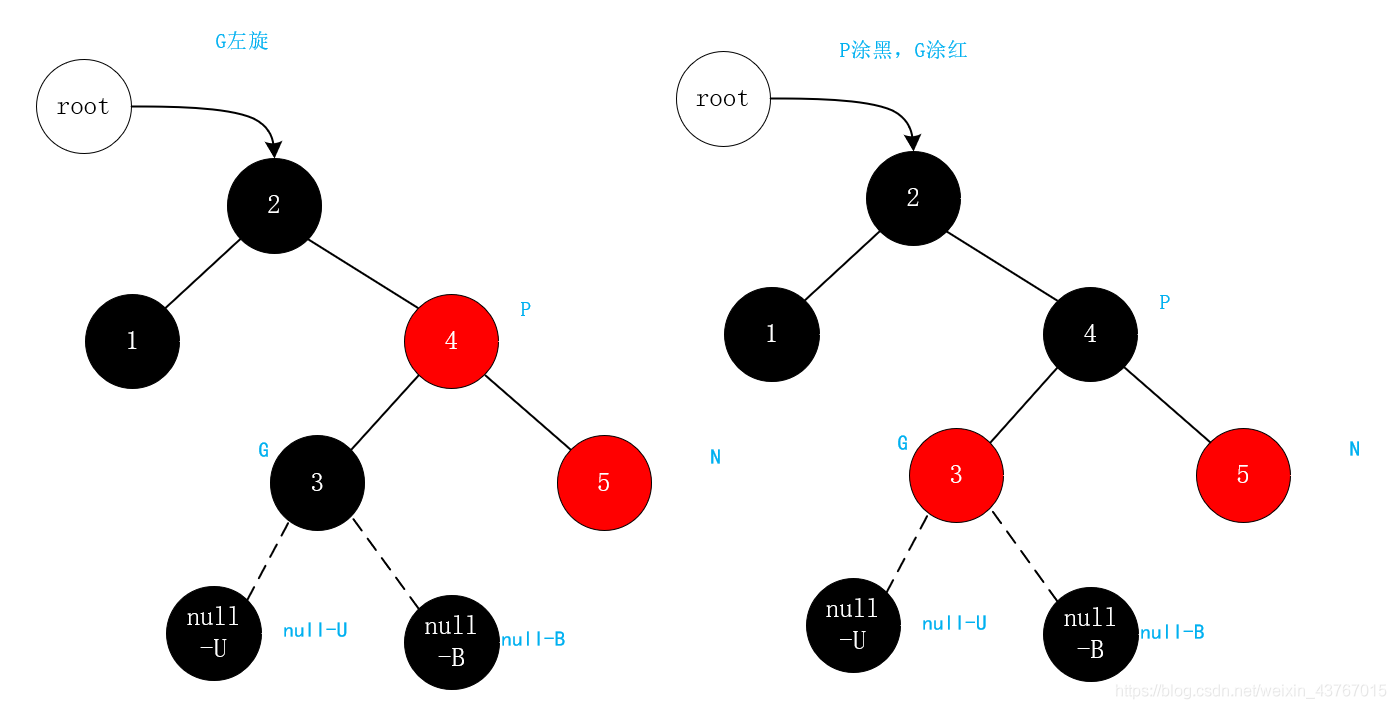 G左旋
root
2
1
4
P
G
3
5
N
null
-U
null-U
null
-B
null-B
P涂黑，G涂红
root
2
1
4
P
G
3
5
N
null
-U
null-U
null
-B
null-B
https://blog.csdn.net/weixin_43767015